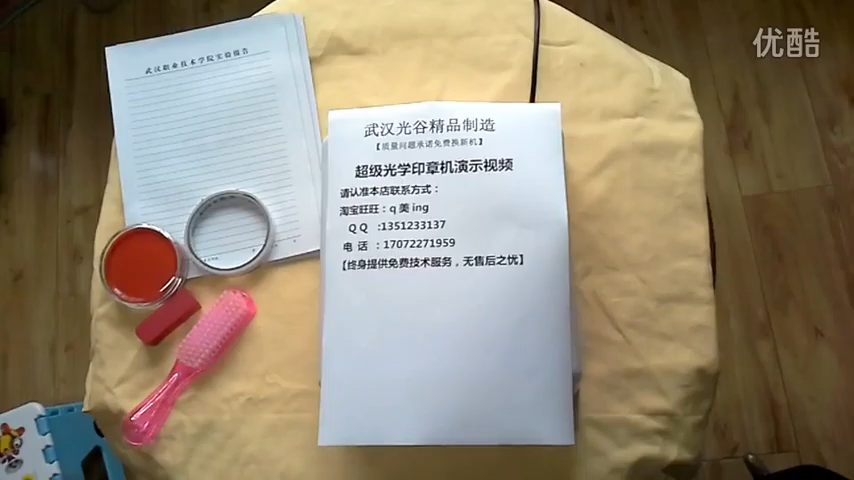 优酷
武汉职业技术学院实验报告
武汉光谷精品制造
【质量问题承诺免费换新机】
超级光学印章机演示视频
请认准本店联系方式：
淘宝旺旺：q美ing
QQ :1351233137
电 话 ：17072271959
【终身提供免费技术服务，无售后之忧】